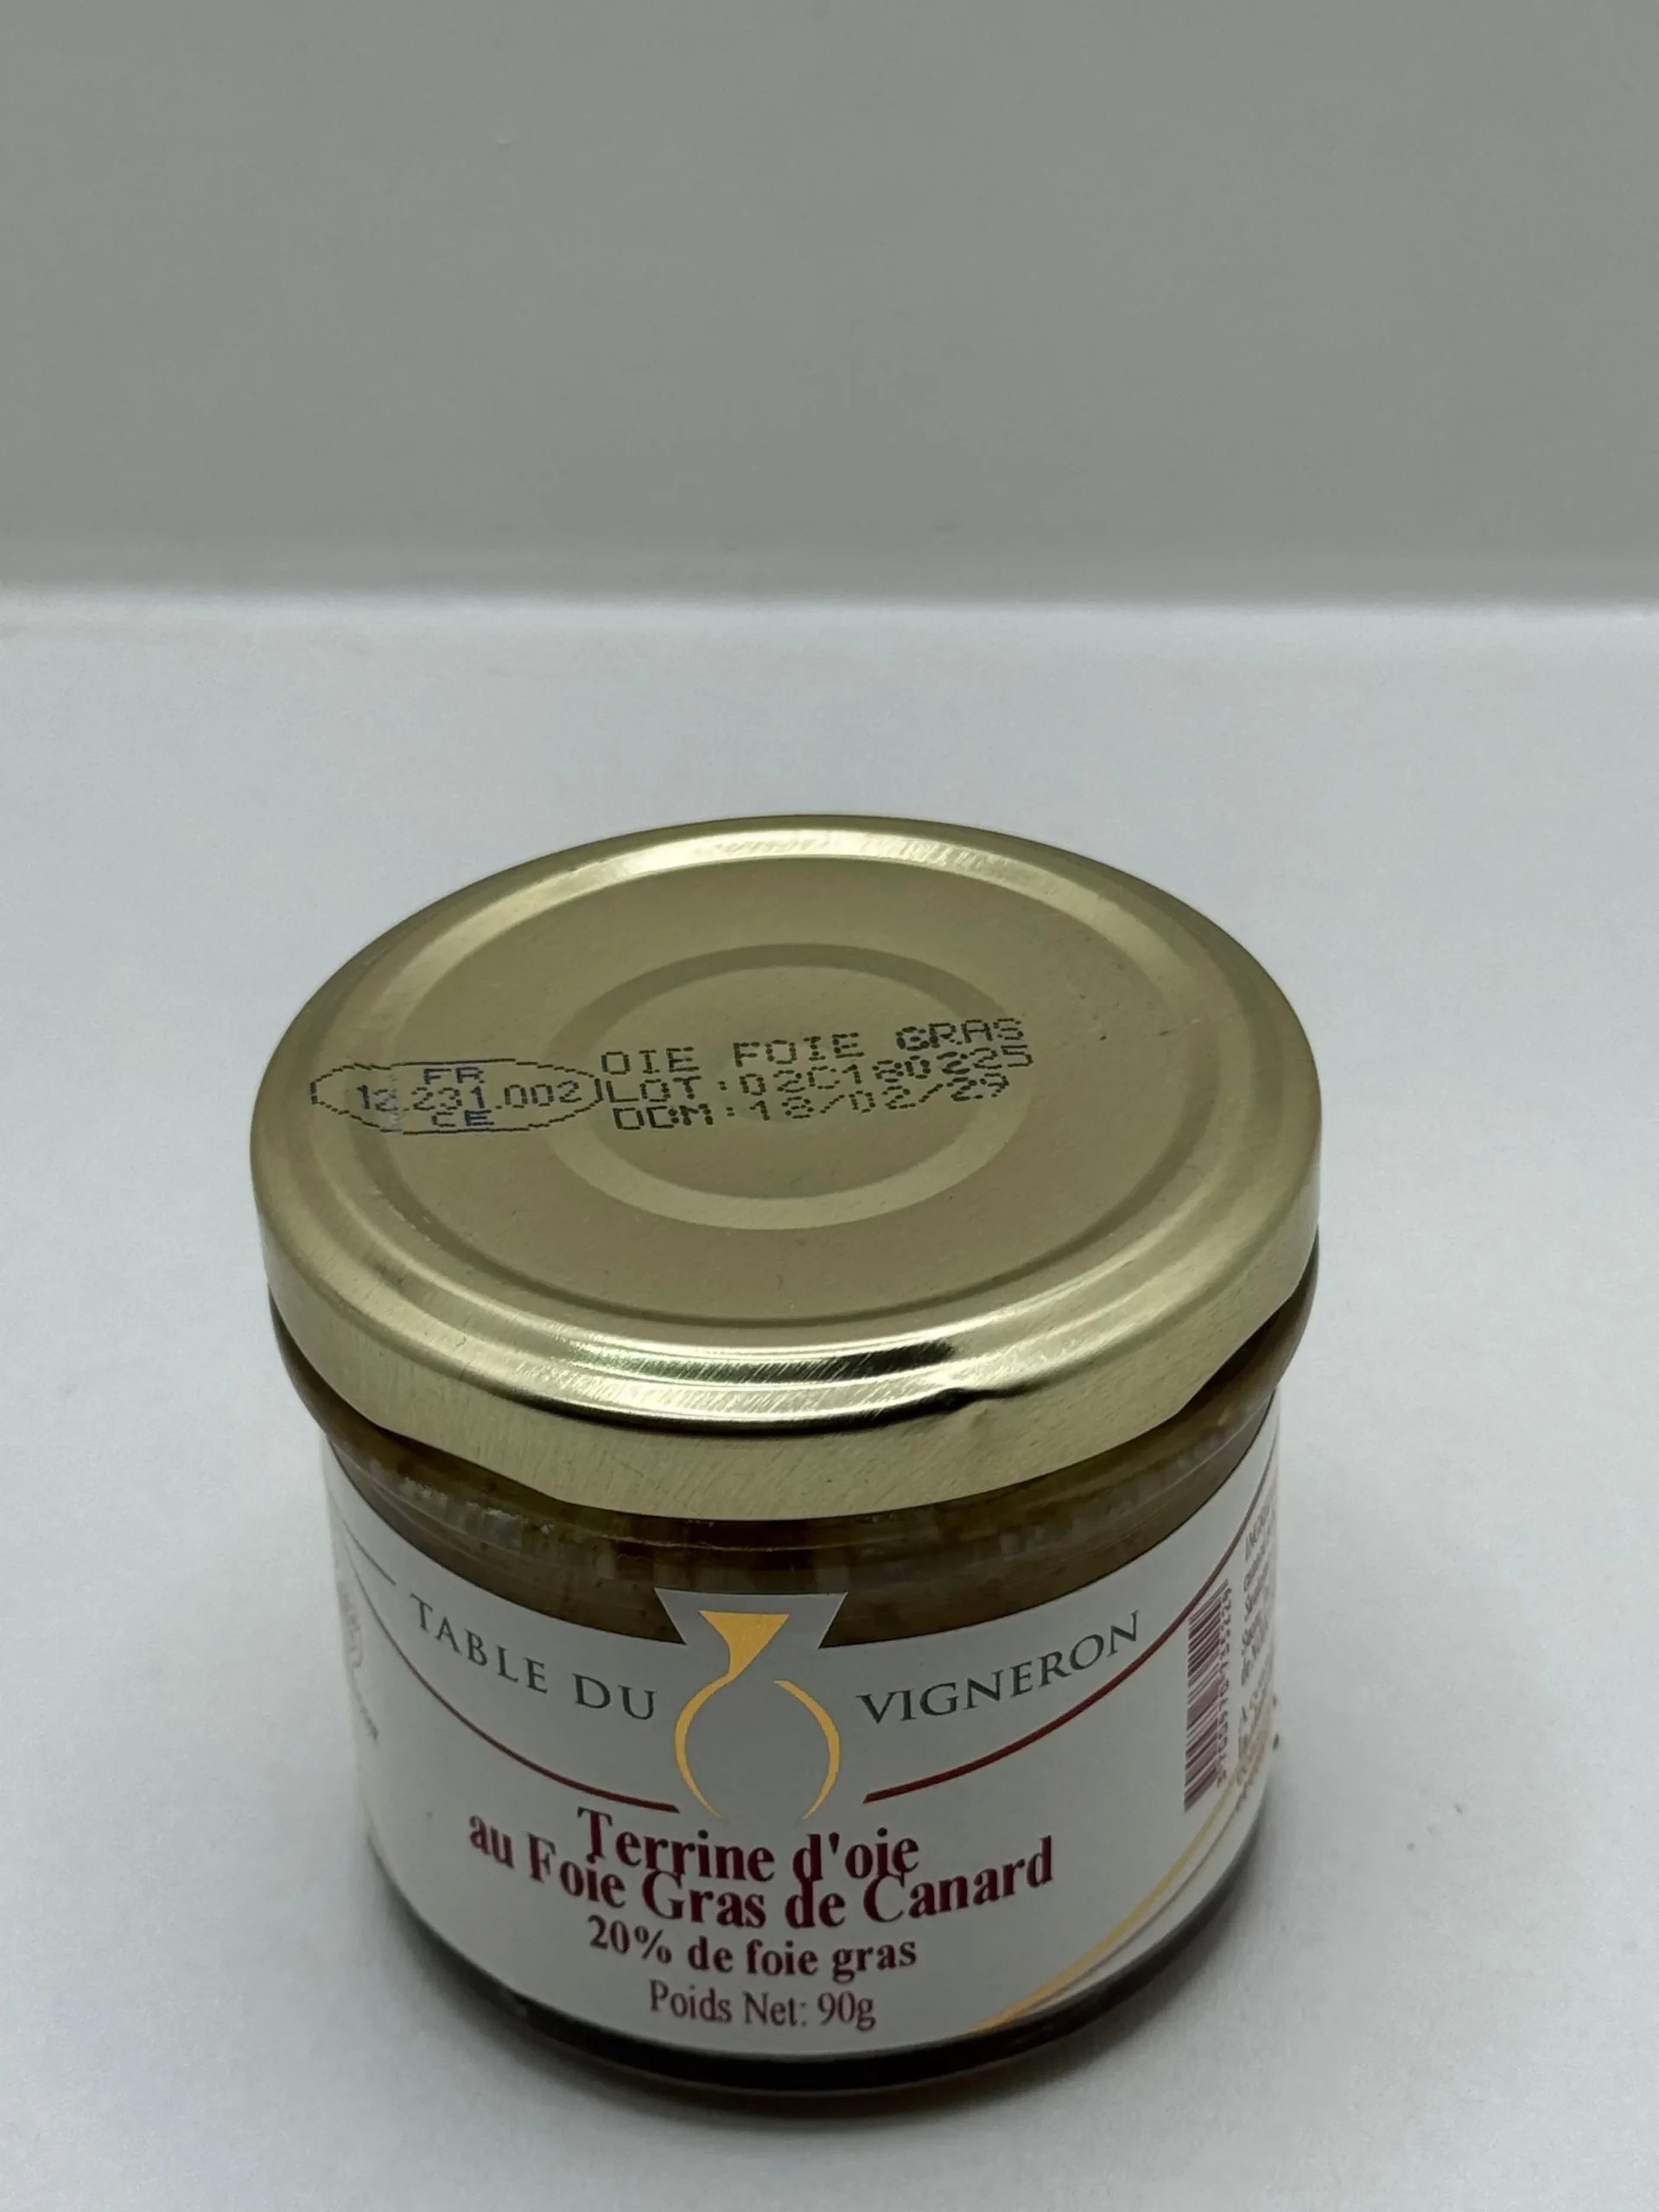 OIE FOIE GRAS
LOT:02C180225
DDM:18/02/29
FR
12.231.002
CE
TABLE DU VIGNERON
Terrine d'oie
au Foie Gras de Canard
20% de foie gras
Poids Net: 90g